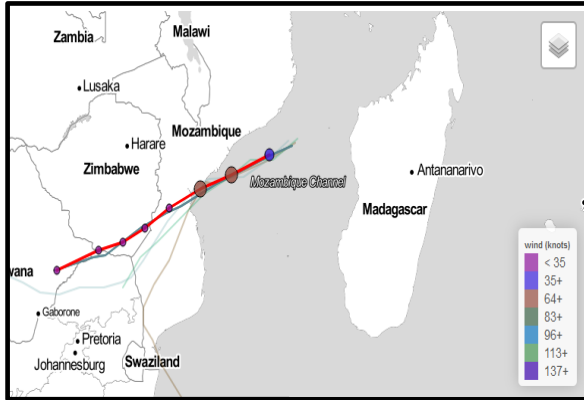 Zambia
Malawi
Lusaka
Harare
Mozambique
Zimbabwe
Antananarivo
Mozambique Channel
Madagascar
wana
Gaborone
Pretoria
Johannesburg
Swaziland
wind (knots)
< 35
35+
64+
83+
96+
113+
137+